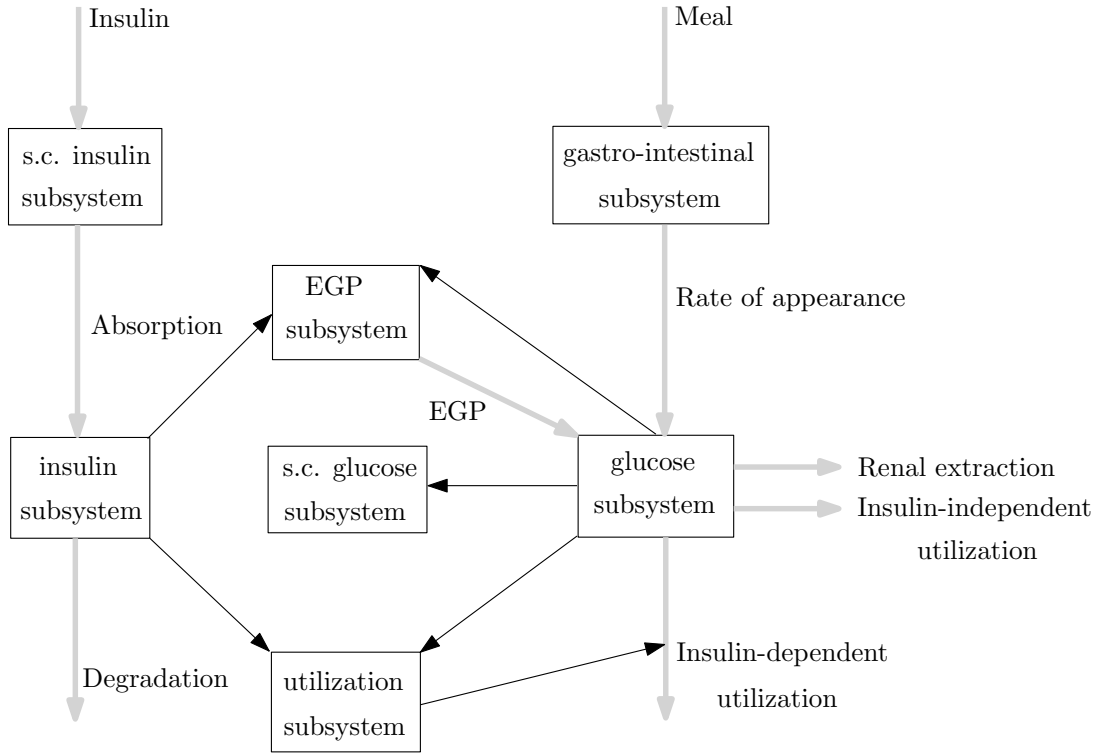 Insulin
Meal
s.c. insulin
subsystem
gastro-intestinal
subsystem
EGP
subsystem
Rate of appearance
Absorption
EGP
insulin
subsystem
s.c. glucose
subsystem
glucose
subsystem
Renal extraction
Insulin-independent
utilization
Degradation
utilization
subsystem
Insulin-dependent
utilization